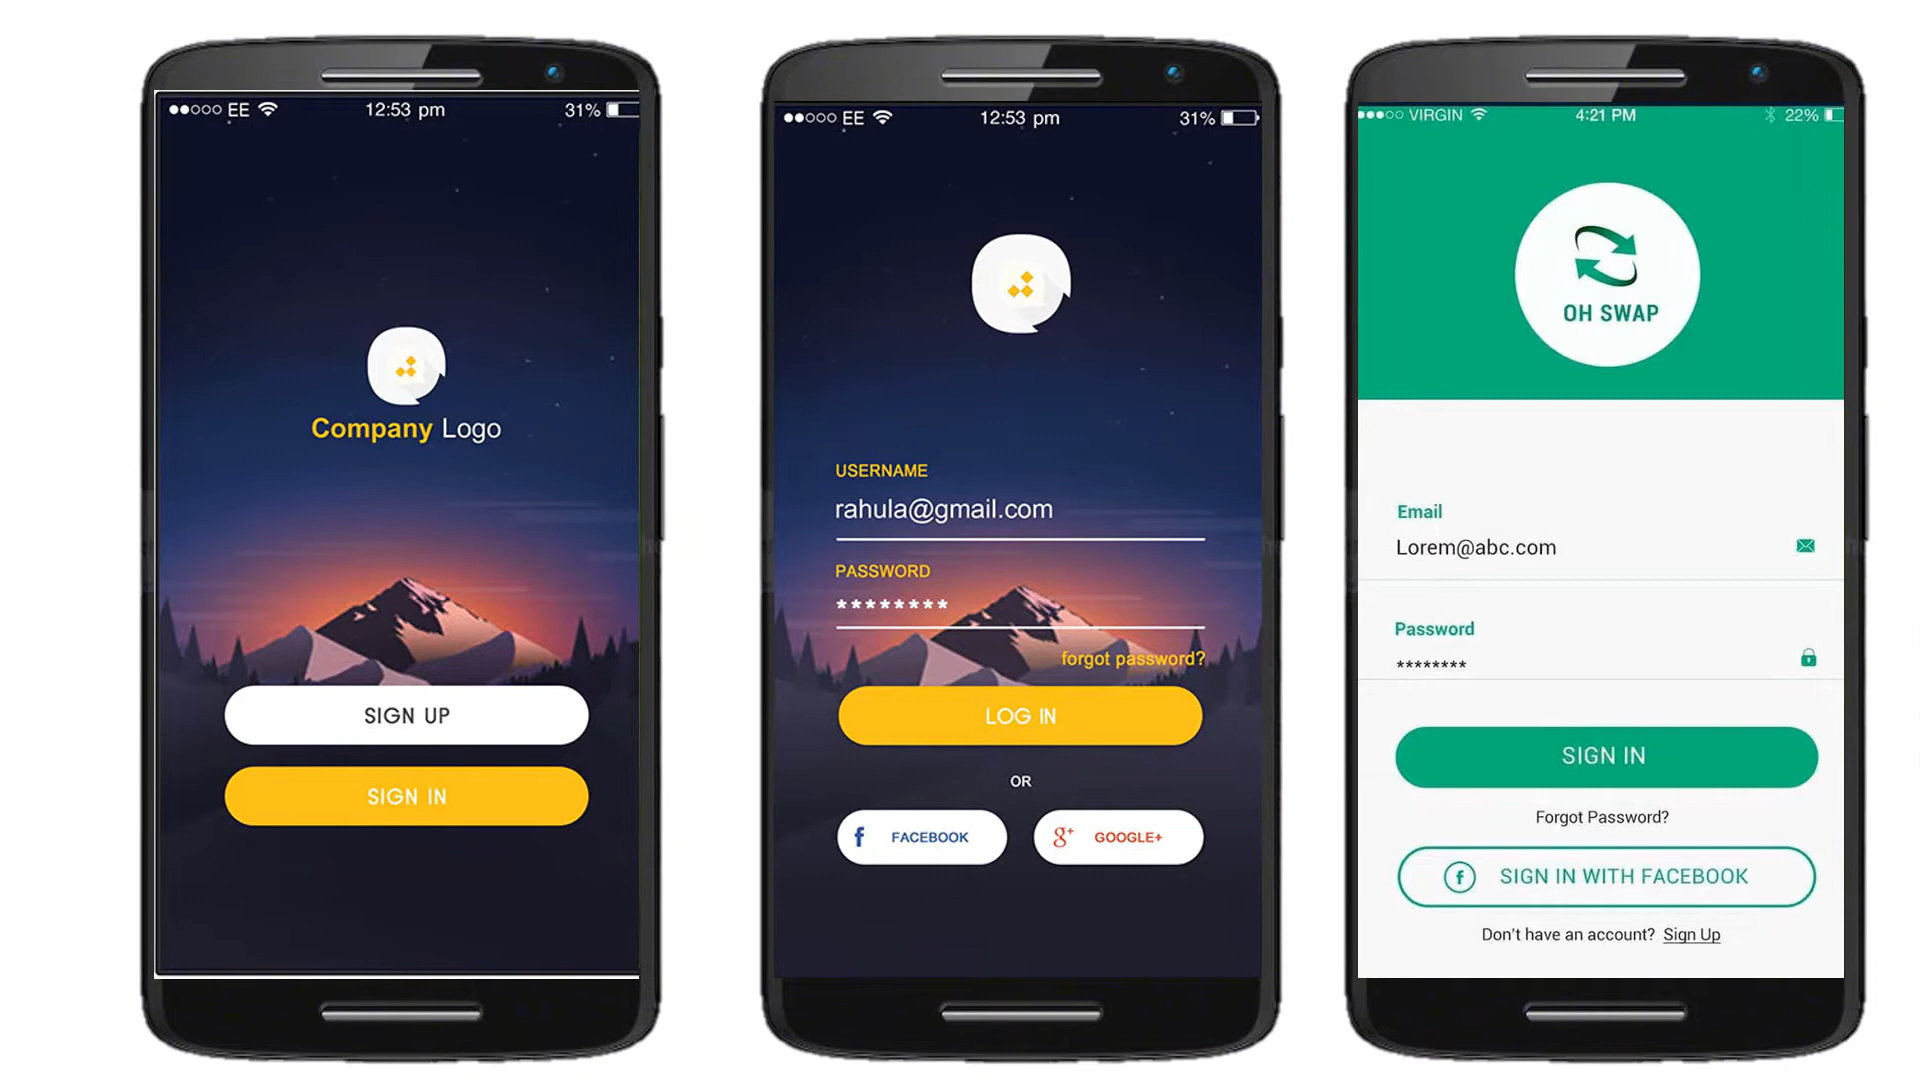 EE 12:53 pm 31%
Company Logo
SIGN UP
SIGN IN
EE 12:53 pm 31%
USERNAME
rahula@gmail.com
PASSWORD
********
forgot password?
LOG IN
OR
f FACEBOOK g+ GOOGLE+
VIRGIN 4:21 PM 22%
OH SWAP
Email
Lorem@abc.com
Password
********
SIGN IN
Forgot Password?
f SIGN IN WITH FACEBOOK
Don't have an account? Sign Up